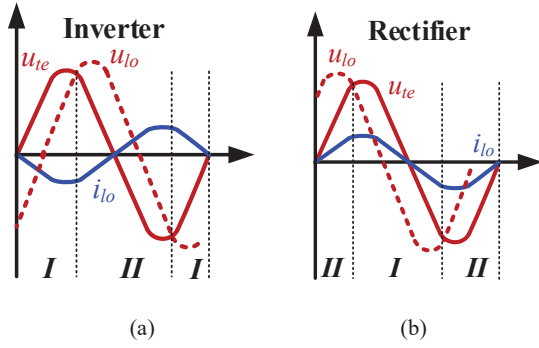 Inverter
u_te
u_lo
i_lo
I
II
I
(a)
Rectifier
u_lo
u_te
i_lo
II
I
II
(b)